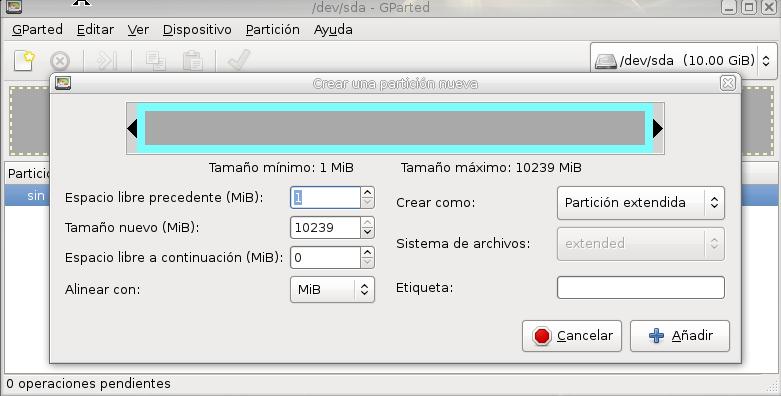 /dev/sda - GParted
GParted Editar Ver Dispositivo Partición Ayuda
/dev/sda (10.00 GiB)
Crear una partición nueva
Tamaño mínimo: 1 MiB Tamaño máximo: 10239 MiB
Partici
sin
Espacio libre precedente (MiB): 1
Tamaño nuevo (MiB): 10239
Espacio libre a continuación (MiB): 0
Alinear con: MiB
Crear como: Partición extendida
Sistema de archivos: extended
Etiqueta:
Cancelar Añadir
0 operaciones pendientes